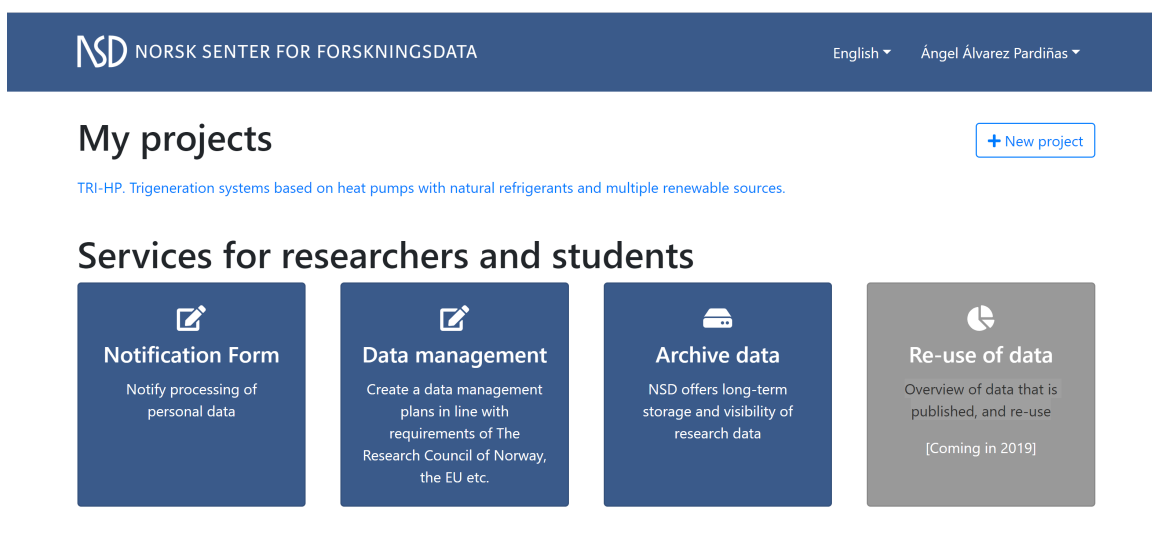 NSD NORSK SENTER FOR FORSKNINGSDATA
English
Ángel Álvarez Pardiñas
My projects
New project
TRI-HP. Trigeneration systems based on heat pumps with natural refrigerants and multiple renewable sources.
Services for researchers and students
Notification Form
Notify processing of
personal data
Data management
Create a data management
plans in line with
requirements of The
Research Council of Norway,
the EU etc.
Archive data
NSD offers long-term
storage and visibility of
research data
Re-use of data
Overview of data that is
published, and re-use
[Coming in 2019]